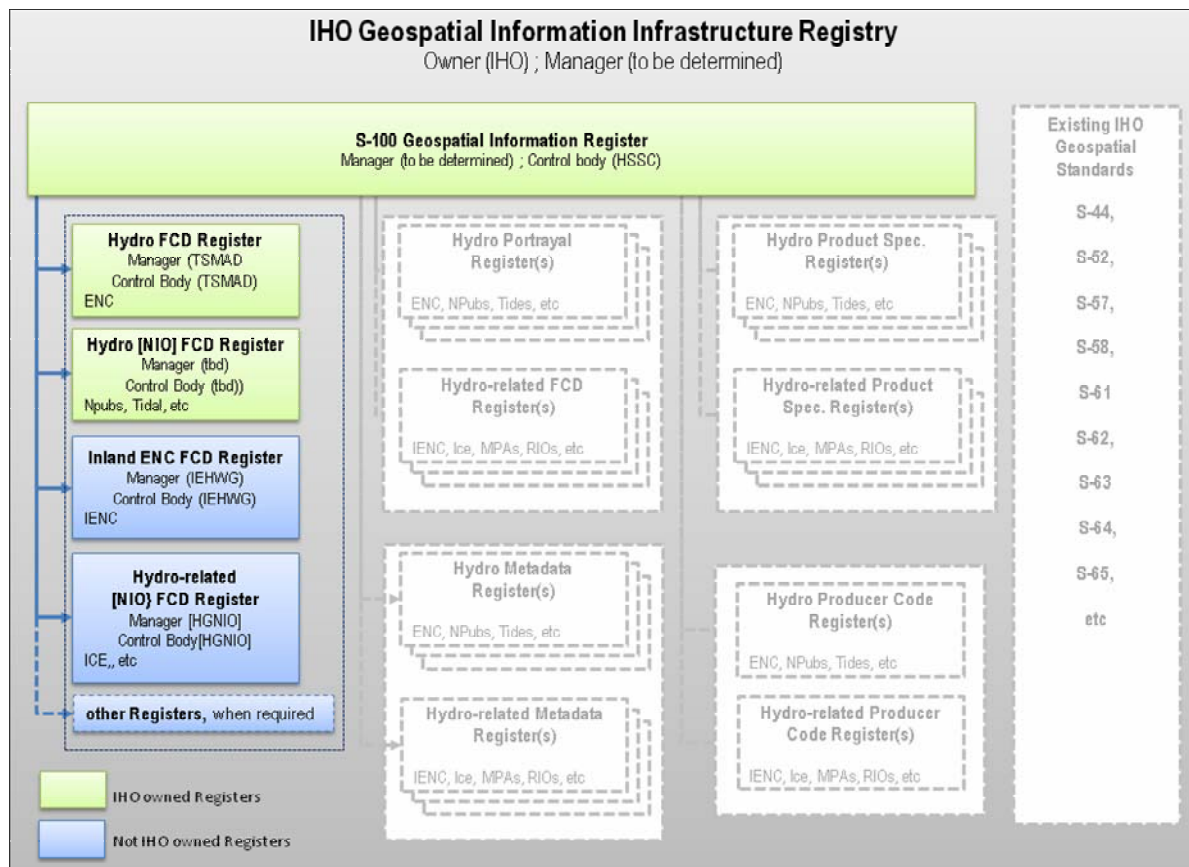 IHO Geospatial Information Infrastructure Registry
Owner (IHO) ; Manager (to be determined)
S-100 Geospatial Information Register
Manager (to be determined) ; Control body (HSSC)
Hydro FCD Register
Manager (TSMAD
Control Body (TSMAD)
ENC
Hydro [NIO] FCD Register
Manager (tbd)
Control Body (tbd))
Npubs, Tidal, etc
Inland ENC FCD Register
Manager (IEHWG)
Control Body (IEHWG)
IENC
Hydro-related
[NIO} FCD Register
Manager [HGNIO]
Control Body[HGNIO]
ICE,, etc
other Registers, when required
IHO owned Registers
Not IHO owned Registers
Hydro Portrayal
Register(s)
ENC, NPubs, Tides, etc
Hydro-related FCD
Register(s)
IENC, Ice, MPAs, RIOs, etc
Hydro Metadata
Register(s)
ENC, NPubs, Tides, etc
Hydro-related Metadata
Register(s)
IENC, Ice, MPAs, RIOs, etc
Hydro Product Spec.
Register(s)
ENC, NPubs, Tides, etc
Hydro-related Product
Spec. Register(s)
IENC, Ice, MPAs, RIOs, etc
Hydro Producer Code
Register(s)
ENC, NPubs, Tides, etc
Hydro-related Producer
Code Register(s)
IENC, Ice, MPAs, RIOs, etc
Existing IHO
Geospatial
Standards
S-44,
S-52,
S-57,
S-58,
S-61
S-62,
S-63
S-64,
S-65,
etc